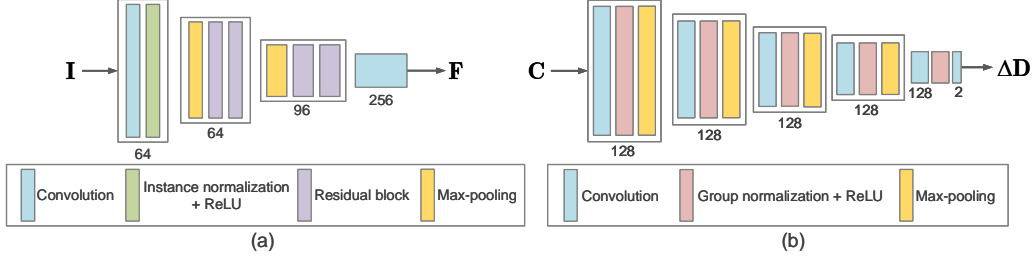 I
F
64
64
96
256
Convolution
Instance normalization
+ ReLU
Residual block
Max-pooling
(a)
C
ΔD
128
128
128
128
128
2
Convolution
Group normalization + ReLU
Max-pooling
(b)